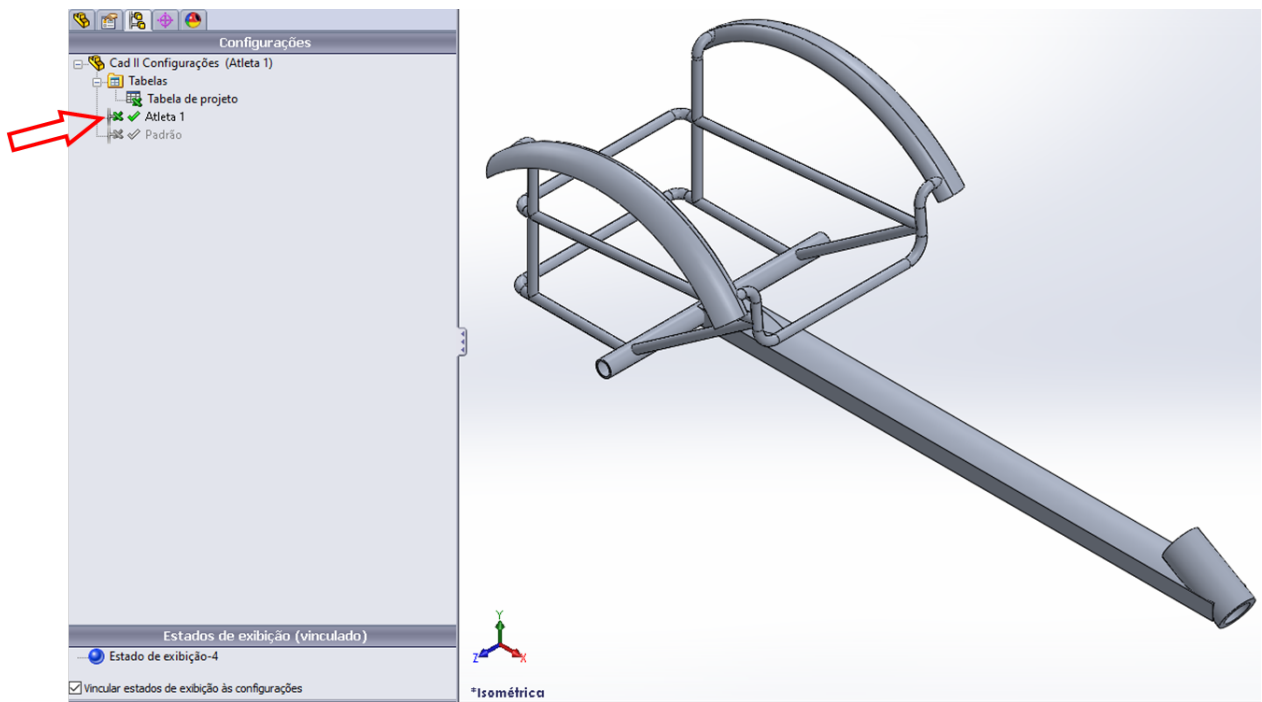 Configurações
Cad II Configurações (Atleta 1)
Tabelas
Tabela de projeto
Atleta 1
Padrão
Estados de exibição (vinculado)
Estado de exibição-4
Vincular estados de exibição às configurações
Y
Z
X
*Isométrica